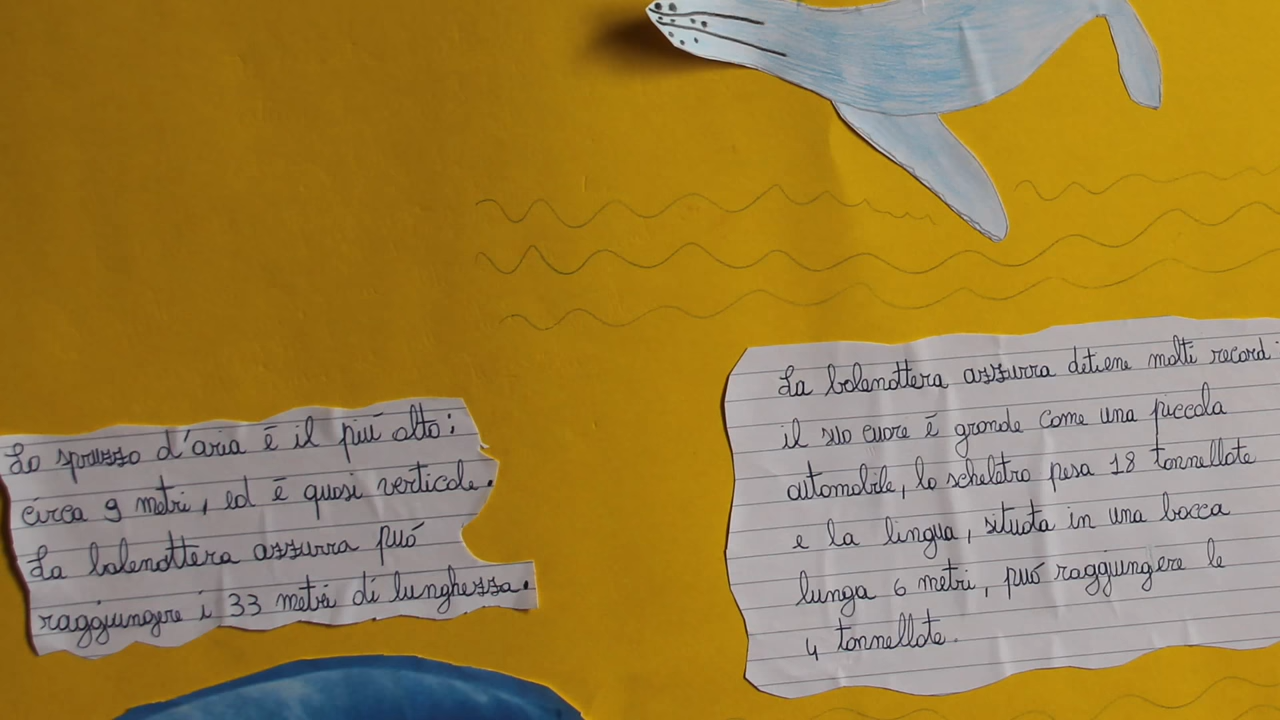 Lo spruzzo d'aria è il più alto:
circa 9 metri, ed è quasi verticale.
La balenottera azzurra può
raggiungere i 33 metri di lunghezza.
La balenottera azzurra detiene molti record:
il suo cuore è grande come una piccola
automobile, lo scheletro pesa 18 tonnellate
e la lingua, situata in una bocca
lunga 6 metri, può raggiungere le
4 tonnellate.